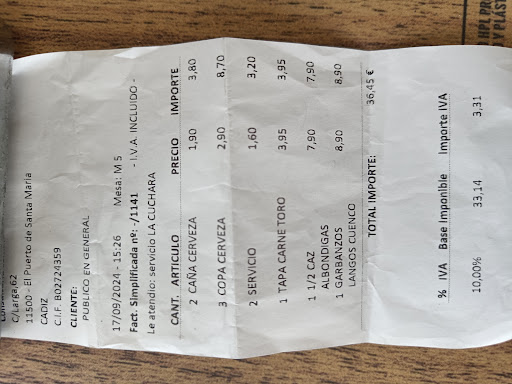 C/Larga,62
11500 - El Puerto de Santa Maria
CADIZ
C.I.F. B02724359
CLIENTE:
PUBLICO EN GENERAL
17/09/2024 - 15:26 Mesa: M 5
Fact. Simplificada nº: -/1141 - I.V.A. INCLUIDO -
Le atendio: servicio LA CUCHARA
CANT. ARTICULO PRECIO IMPORTE
2 CAÑA CERVEZA 1,90 3,80
3 COPA CERVEZA 2,90 8,70
2 SERVICIO 1,60 3,20
1 TAPA CARNE TORO 3,95 3,95
1 1/2 CAZ 7,90 7,90
ALBONDIGAS
1 GARBANZOS 8,90 8,90
LANGOS CUENCO
TOTAL IMPORTE: 36,45 €
% IVA Base Imponible Importe IVA
10,00% 33,14 3,31